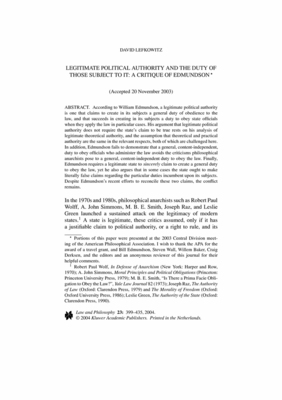 DAVID LEFKOWITZ
LEGITIMATE POLITICAL AUTHORITY AND THE DUTY OF
THOSE SUBJECT TO IT: A CRITIQUE OF EDMUNDSON*
(Accepted 20 November 2003)
ABSTRACT. According to William Edmundson, a legitimate political authority
is one that claims to create in its subjects a general duty of obedience to the
law, and that succeeds in creating in its subjects a duty to obey state officials
when they apply the law in particular cases. His argument that legitimate political
authority does not require the state's claim to be true rests on his analysis of
legitimate theoretical authority, and the assumption that theoretical and practical
authority are the same in the relevant respects, both of which are challenged here.
In addition, Edmundson fails to demonstrate that a general, content-independent,
duty to obey officials who administer the law avoids the criticisms philosophical
anarchists pose to a general, content-independent duty to obey the law. Finally,
Edmundson requires a legitimate state to sincerely claim to create a general duty
to obey the law, yet he also argues that in some cases the state ought to make
literally false claims regarding the particular duties incumbent upon its subjects.
Despite Edmundson's recent efforts to reconcile these two claims, the conflict
remains.
In the 1970s and 1980s, philosophical anarchists such as Robert Paul
Wolff, A. John Simmons, M. B. E. Smith, Joseph Raz, and Leslie
Green launched a sustained attack on the legitimacy of modern
states.1 A state is legitimate, these critics assumed, only if it has
a justifiable claim to political authority, or a right to rule, and its
* Portions of this paper were presented at the 2003 Central Division meet-
ing of the American Philosophical Association. I wish to thank the APA for the
award of a travel grant, and Bill Edmundson, Steven Wall, Willon Baker, Craig
Derksen, and the editors and an anonymous reviewer of this journal for their
helpful comments.
1 Robert Paul Wolff, In Defense of Anarchism (New York: Harper and Row,
1970); A. John Simmons, Moral Principles and Political Obligations (Princeton:
Princeton University Press, 1979); M. B. E. Smith, "Is There a Prima Facie Obli-
gation to Obey the Law?", Yale Law Journal 82 (1973); Joseph Raz, The Authority
of Law (Oxford: Clarendon Press, 1979) and The Morality of Freedom (Oxford:
Oxford University Press, 1986); Leslie Green, The Authority of the State (Oxford:
Clarendon Press, 1990).
Law and Philosophy 23: 399–435, 2004.
© 2004 Kluwer Academic Publishers. Printed in the Netherlands.